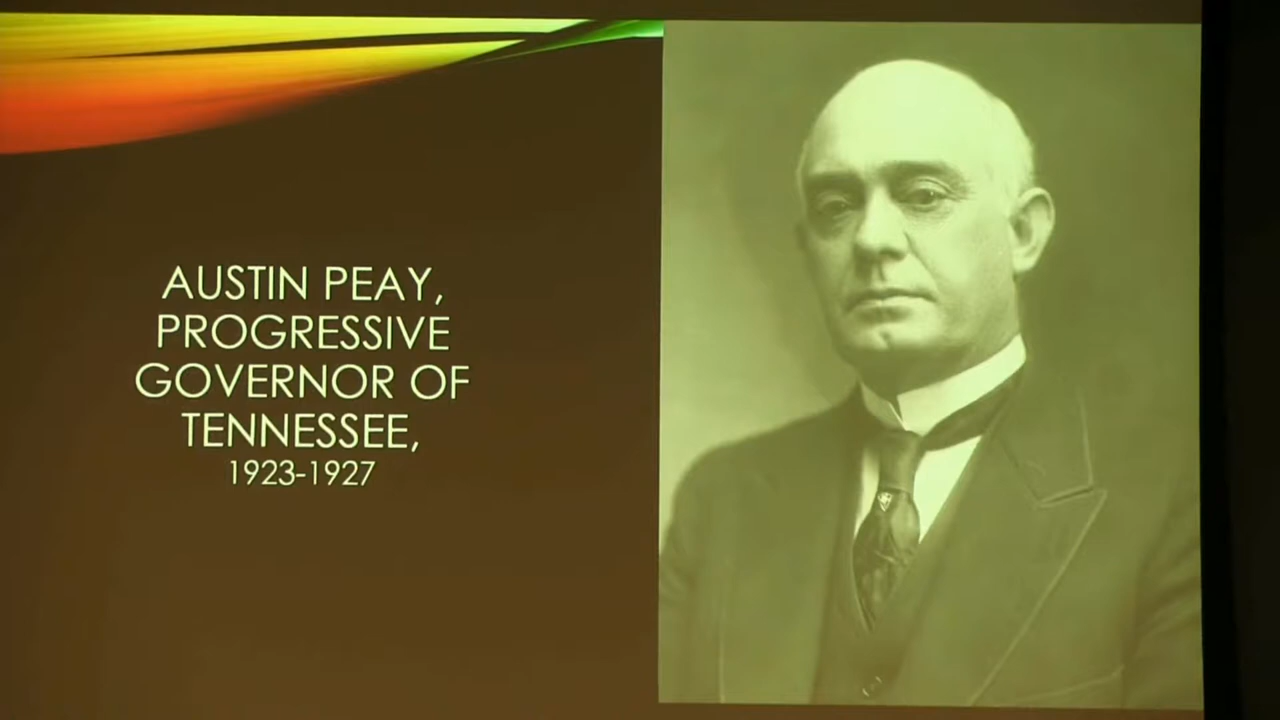 AUSTIN PEAY,
PROGRESSIVE
GOVERNOR OF
TENNESSEE,
1923-1927